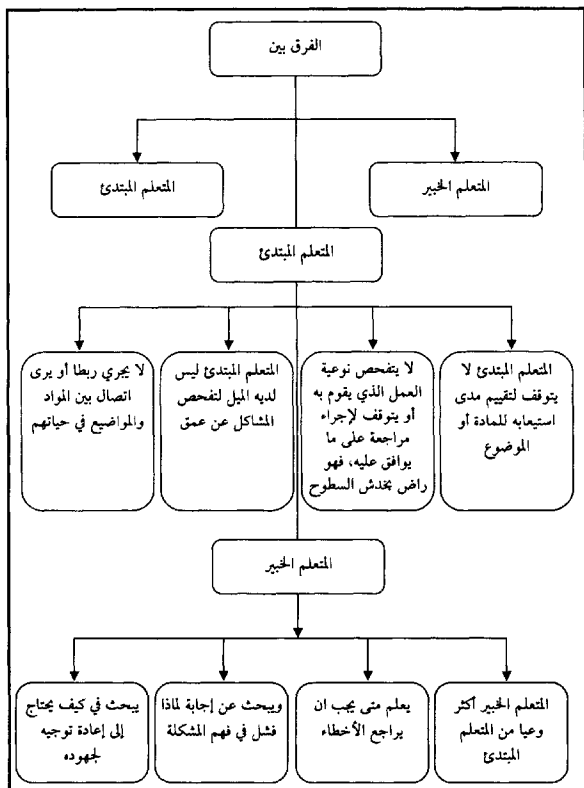 الفرق بين
المتعلم الخبير
المتعلم المبتدئ
المتعلم المبتدئ
المتعلم المبتدئ لا
يتوقف لتقييم مدى
استيعابه للمادة أو
الموضوع
لا يتفحص نوعية
العمل الذي يقوم به
أو يتوقف لإجراء
مراجعة على ما
يوافق عليه، فهو
راض بخدش السطوح
المتعلم المبتدئ ليس
لديه الميل لتفحص
المشاكل عن عمق
لا يجري ربطا أو يرى
اتصال بين المواد
والمواضيع في حياتهم
المتعلم الخبير
المتعلم الخبير أكثر
وعيا من المتعلم
المبتدئ
يعلم متى يجب ان
يراجع الأخطاء
ويبحث عن إجابة لماذا
فشل في فهم المشكلة
يبحث في كيف يحتاج
إلى إعادة توجيه
لجهوده